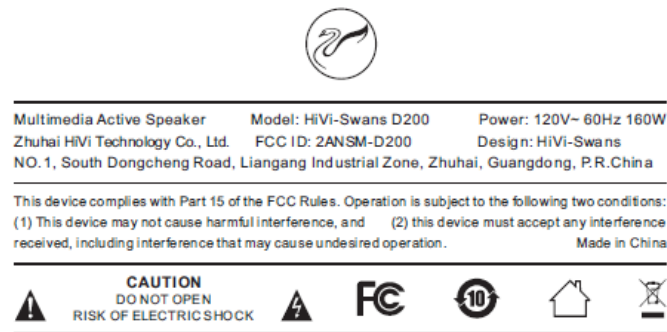 Multimedia Active Speaker Model: HiVi-Swans D200 Power: 120V~ 60Hz 160W
Zhuhai HiVi Technology Co., Ltd. FCC ID: 2ANSM-D200 Design: HiVi-Swans
NO.1, South Dongcheng Road, Liangang Industrial Zone, Zhuhai, Guangdong, P.R.China
This device complies with Part 15 of the FCC Rules. Operation is subject to the following two conditions:
(1) This device may not cause harmful interference, and (2) this device must accept any interference
received, including interference that may cause undesired operation. Made in China
CAUTION
DO NOT OPEN
RISK OF ELECTRIC SHOCK
FC
10